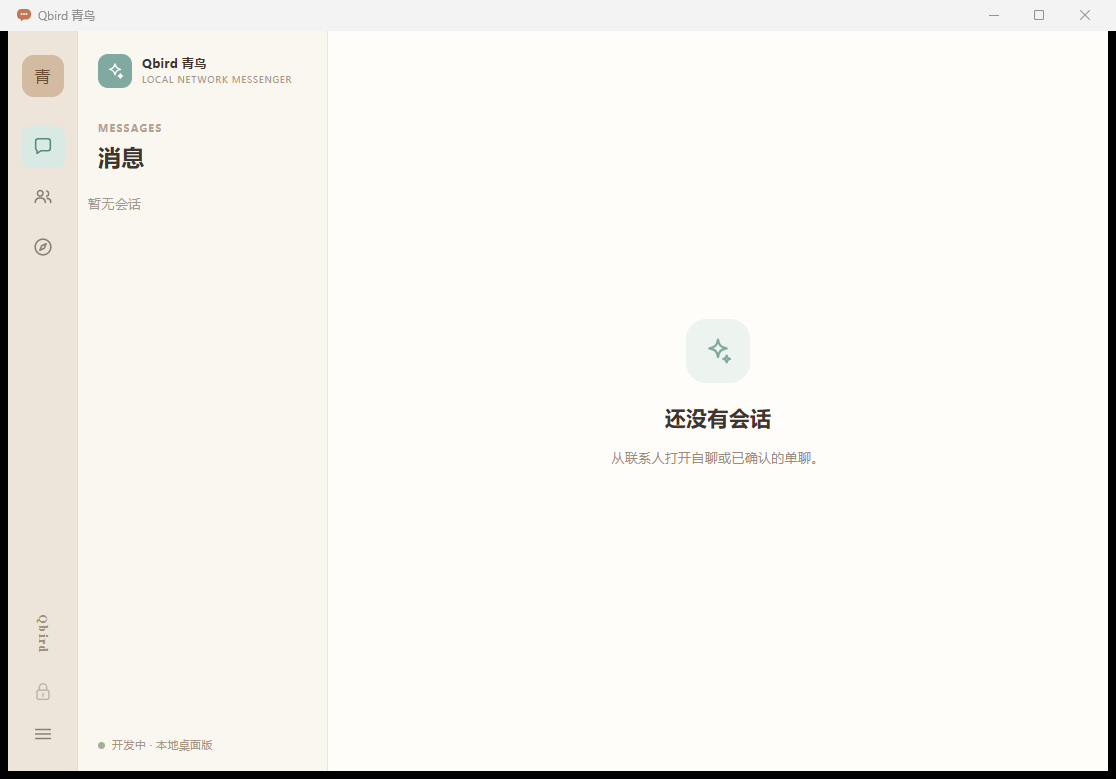 Qbird 青鸟
青
Qbird 青鸟
LOCAL NETWORK MESSENGER
MESSAGES
消息
暂无会话
还没有会话
从联系人打开自聊或已确认的单聊。
Qbird
开发中 · 本地桌面版